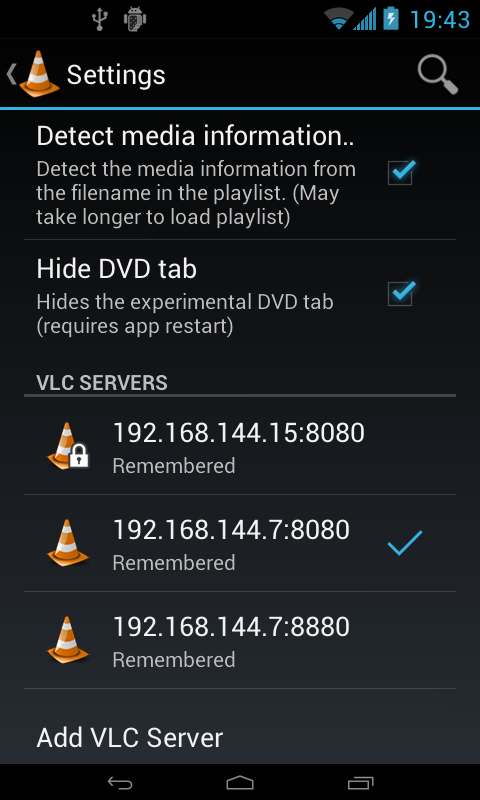 19:43
Settings
Detect media information..
Detect the media information from
the filename in the playlist. (May
take longer to load playlist)
Hide DVD tab
Hides the experimental DVD tab
(requires app restart)
VLC SERVERS
192.168.144.15:8080
Remembered
192.168.144.7:8080
Remembered
192.168.144.7:8880
Remembered
Add VLC Server